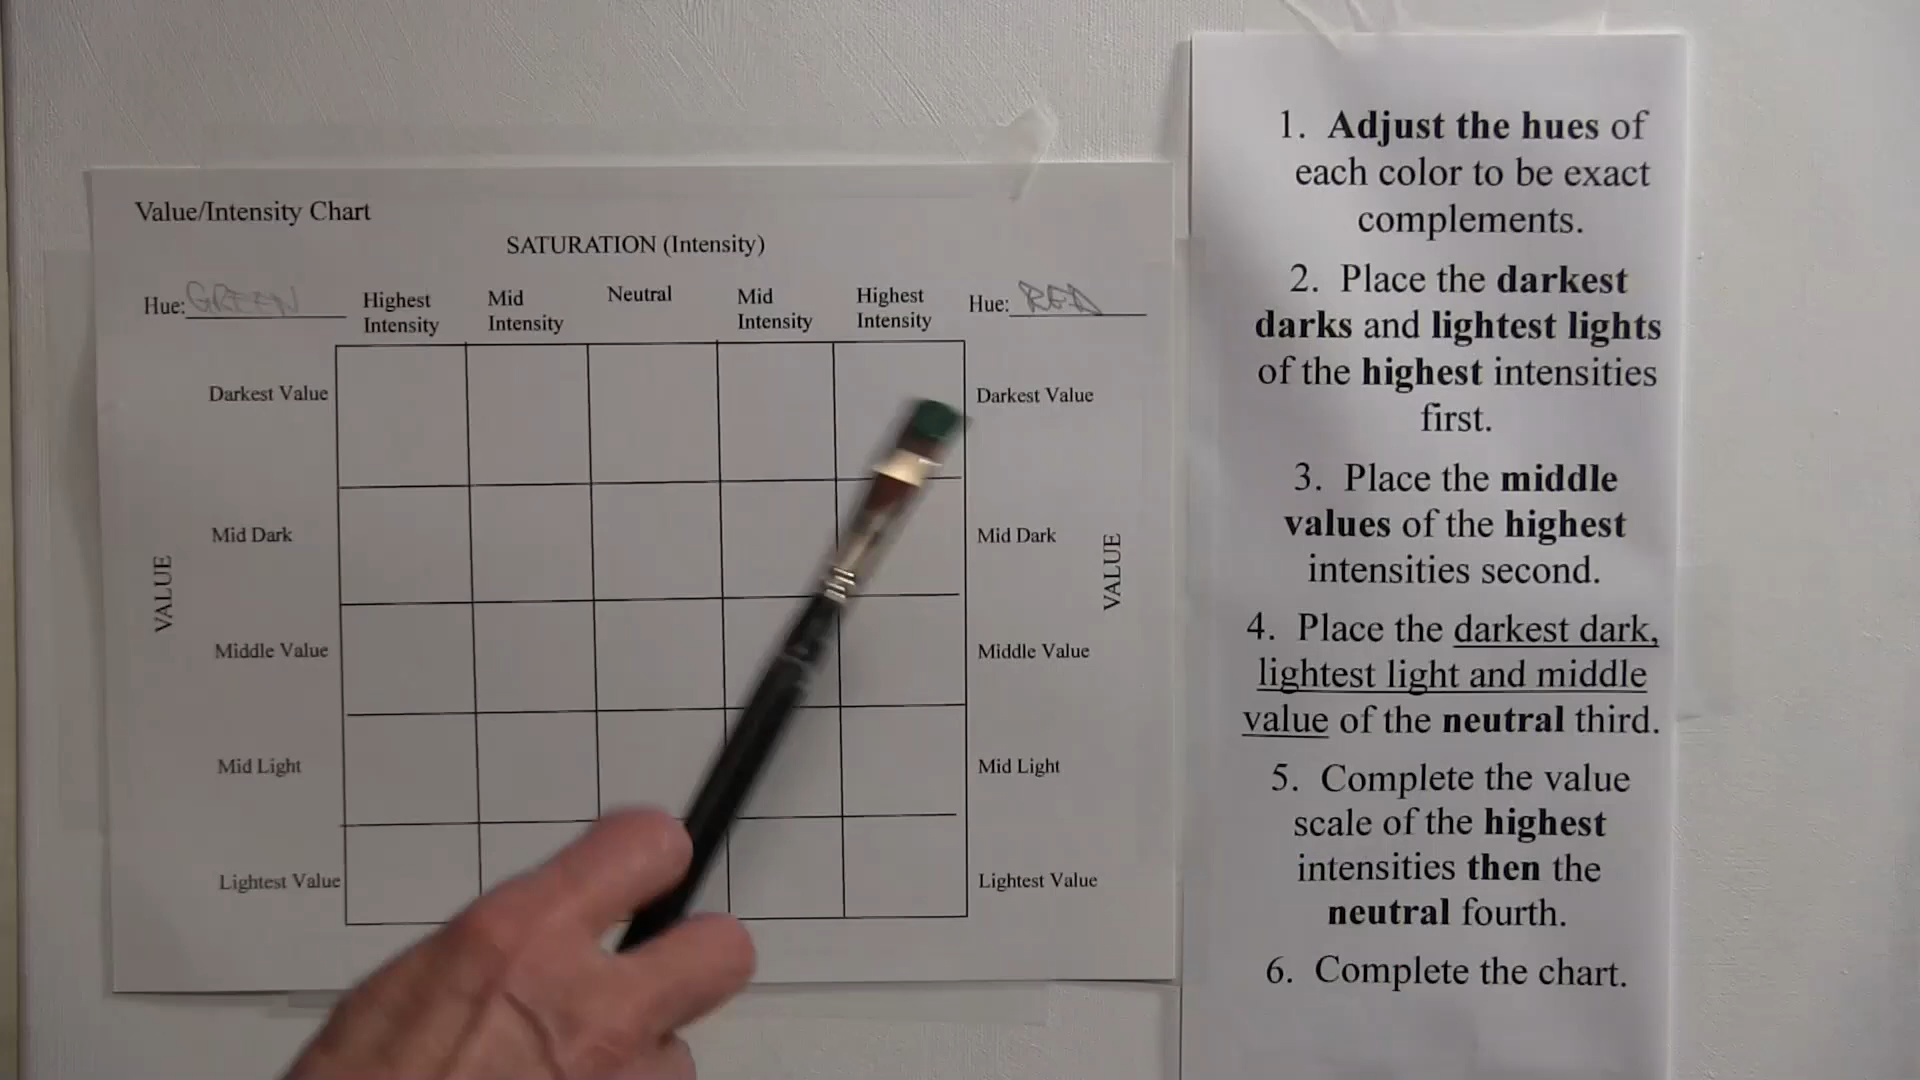 Value/Intensity Chart
SATURATION (Intensity)
Hue: GREEN
Highest Intensity
Mid Intensity
Neutral
Mid Intensity
Highest Intensity
Hue: RED
Darkest Value
Darkest Value
Mid Dark
Mid Dark
VALUE
VALUE
Middle Value
Middle Value
Mid Light
Mid Light
Lightest Value
Lightest Value
1. Adjust the hues of
each color to be exact
complements.
2. Place the darkest
darks and lightest lights
of the highest intensities
first.
3. Place the middle
values of the highest
intensities second.
4. Place the darkest dark,
lightest light and middle
value of the neutral third.
5. Complete the value
scale of the highest
intensities then the
neutral fourth.
6. Complete the chart.